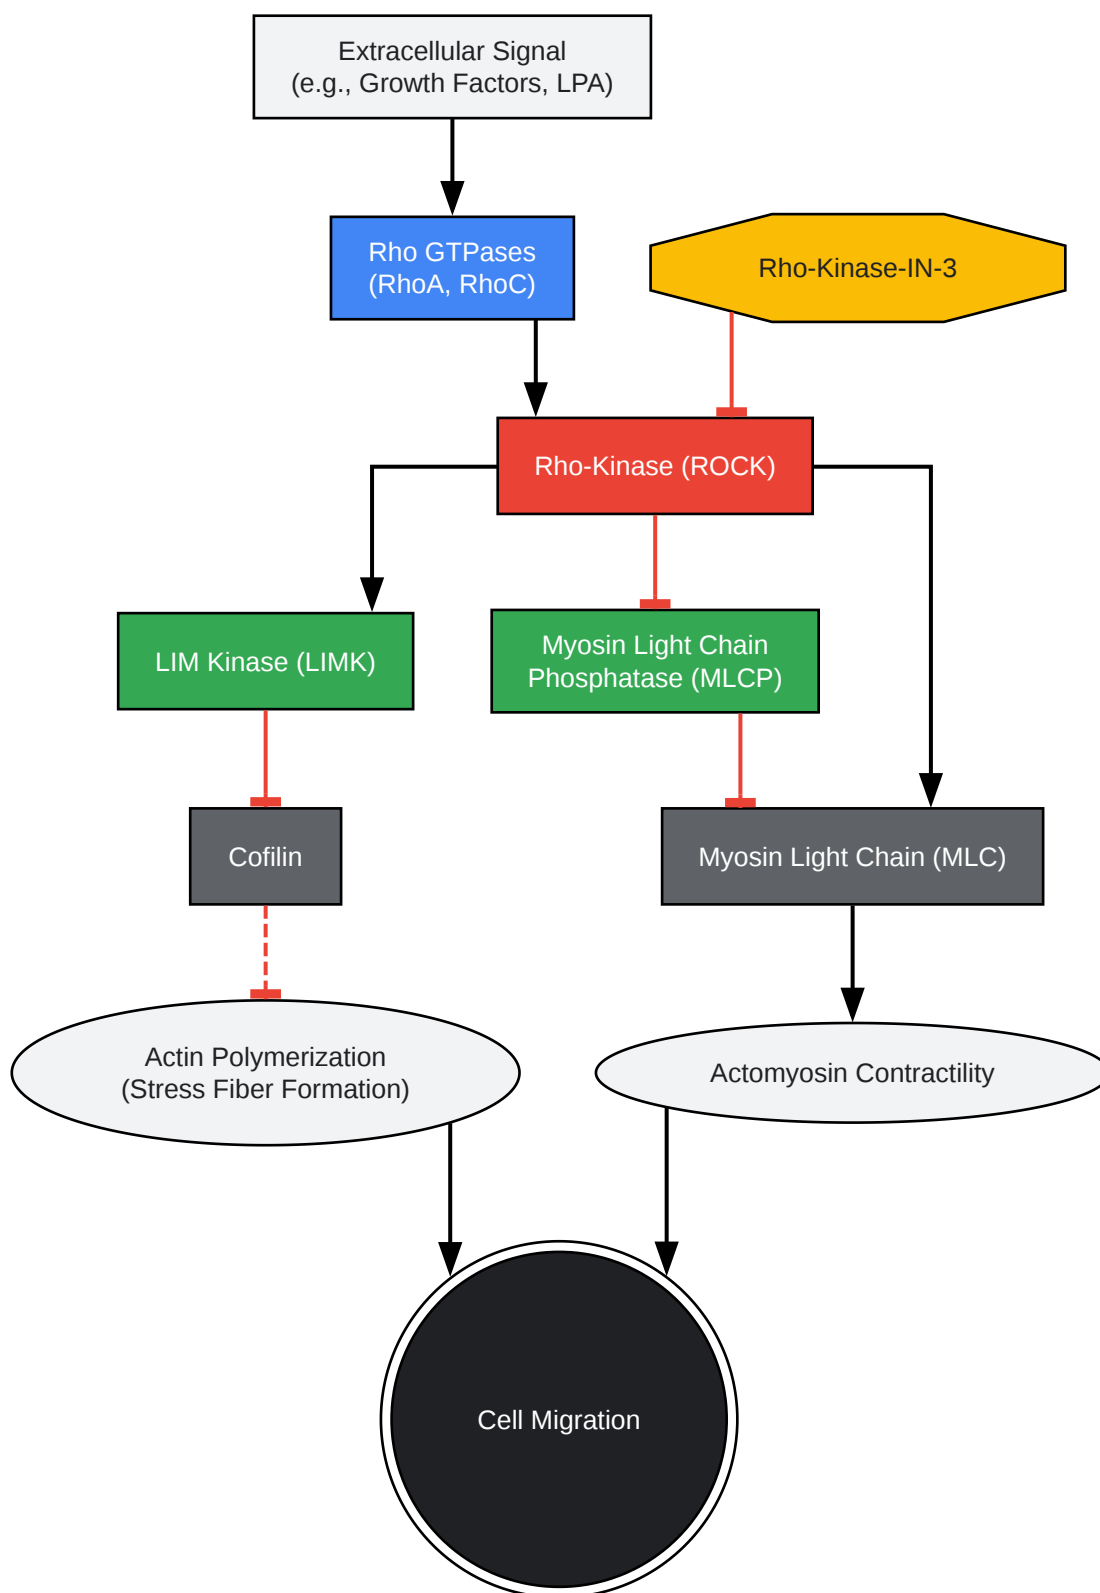 Extracellular Signal
(e.g., Growth Factors, LPA)
Rho GTPases
(RhoA, RhoC)
Rho-Kinase-IN-3
Rho-Kinase (ROCK)
LIM Kinase (LIMK)
Myosin Light Chain
Phosphatase (MLCP)
Cofilin
Myosin Light Chain (MLC)
Actin Polymerization
(Stress Fiber Formation)
Actomyosin Contractility
Cell Migration